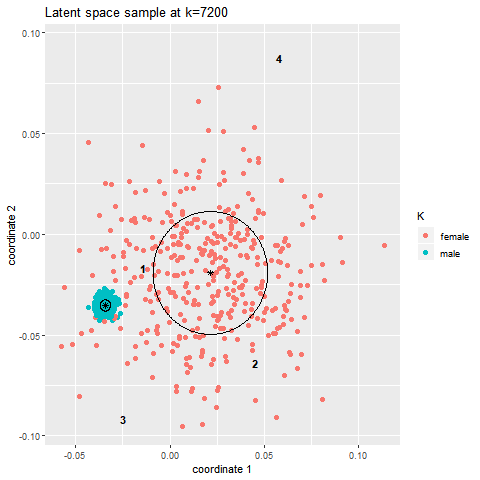 Latent space sample at k=7200
0.10
0.05
0.00
-0.05
-0.10
coordinate 2
4
1
2
3
-0.05
0.00
0.05
0.10
coordinate 1
K
female
male